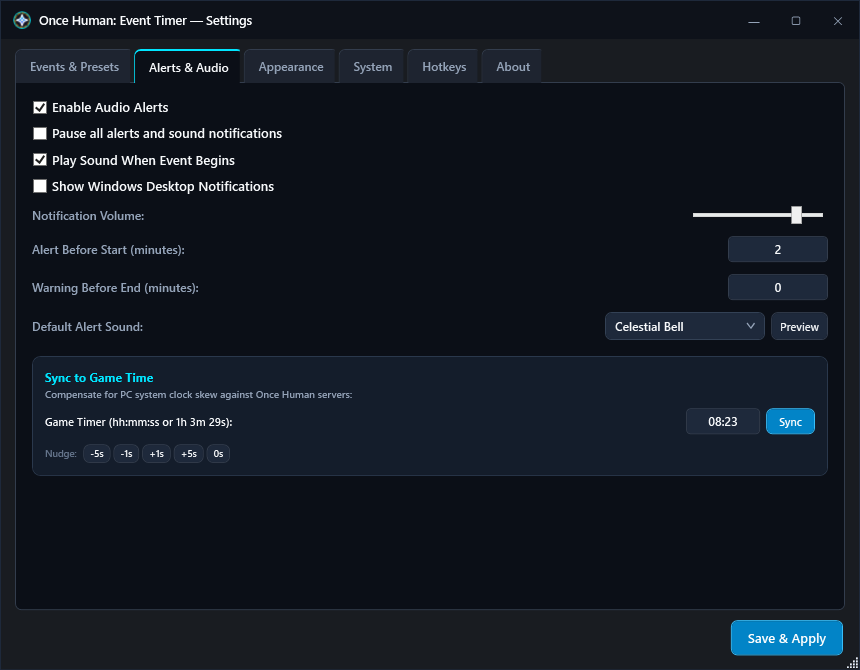 Once Human: Event Timer — Settings
Events & Presets
Alerts & Audio
Appearance
System
Hotkeys
About
Enable Audio Alerts
Pause all alerts and sound notifications
Play Sound When Event Begins
Show Windows Desktop Notifications
Notification Volume:
Alert Before Start (minutes):
2
Warning Before End (minutes):
0
Default Alert Sound:
Celestial Bell
Preview
Sync to Game Time
Compensate for PC system clock skew against Once Human servers:
Game Timer (hh:mm:ss or 1h 3m 29s):
08:23
Sync
Nudge:
-5s
-1s
+1s
+5s
0s
Save & Apply